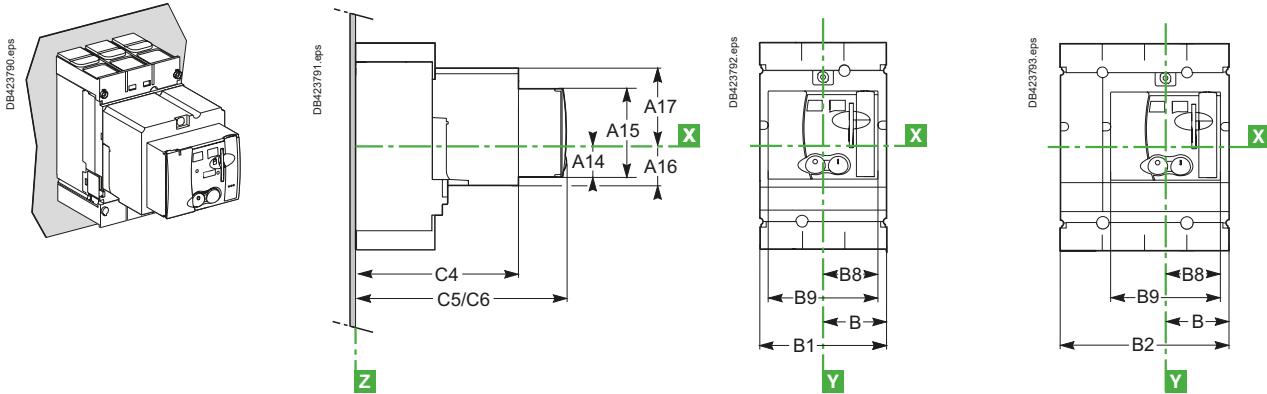 DB423790.eps
DB423791.eps
A17
A15
A14
A16
X
C4
C5/C6
Z
DB423792.eps
X
B8
B9
B
B1
Y
DB423793.eps
X
B8
B9
B
B2
Y